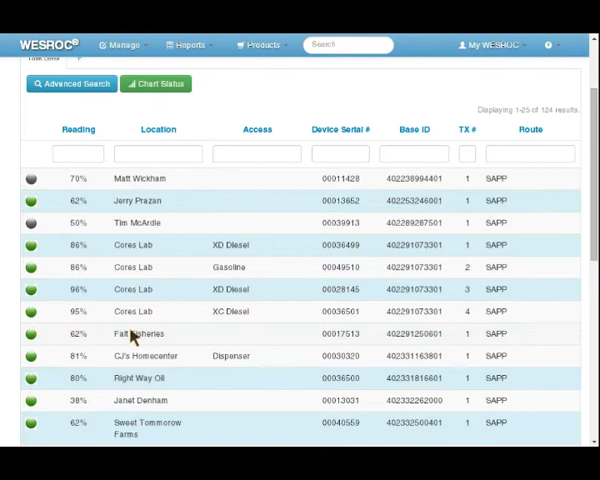 WESROC® Manage Reports Products Search My WESROC
Tank Level
Advanced Search Chart Status
Displaying 1-25 of 124 results.
Reading Location Access Device Serial # Base ID TX # Route
70% Matt Wickham 00011428 402238994401 1 SAPP
62% Jerry Prazan 00013652 402253246001 1 SAPP
50% Tim McArdle 00039913 402289287501 1 SAPP
86% Cores Lab XD Diesel 00036499 402291073301 1 SAPP
86% Cores Lab Gasoline 00049510 402291073301 2 SAPP
96% Cores Lab XD Diesel 00028145 402291073301 3 SAPP
95% Cores Lab XC Diesel 00036501 402291073301 4 SAPP
62% Fisheries 00017513 402291250601 1 SAPP
81% CJ's Homecenter Dispenser 00030320 402331163801 1 SAPP
80% Right Way Oil 00036500 402331816601 1 SAPP
38% Janet Denham 00013031 402332262000 1 SAPP
62% Sweet Tommorow 00040559 402332500401 1 SAPP
Farms